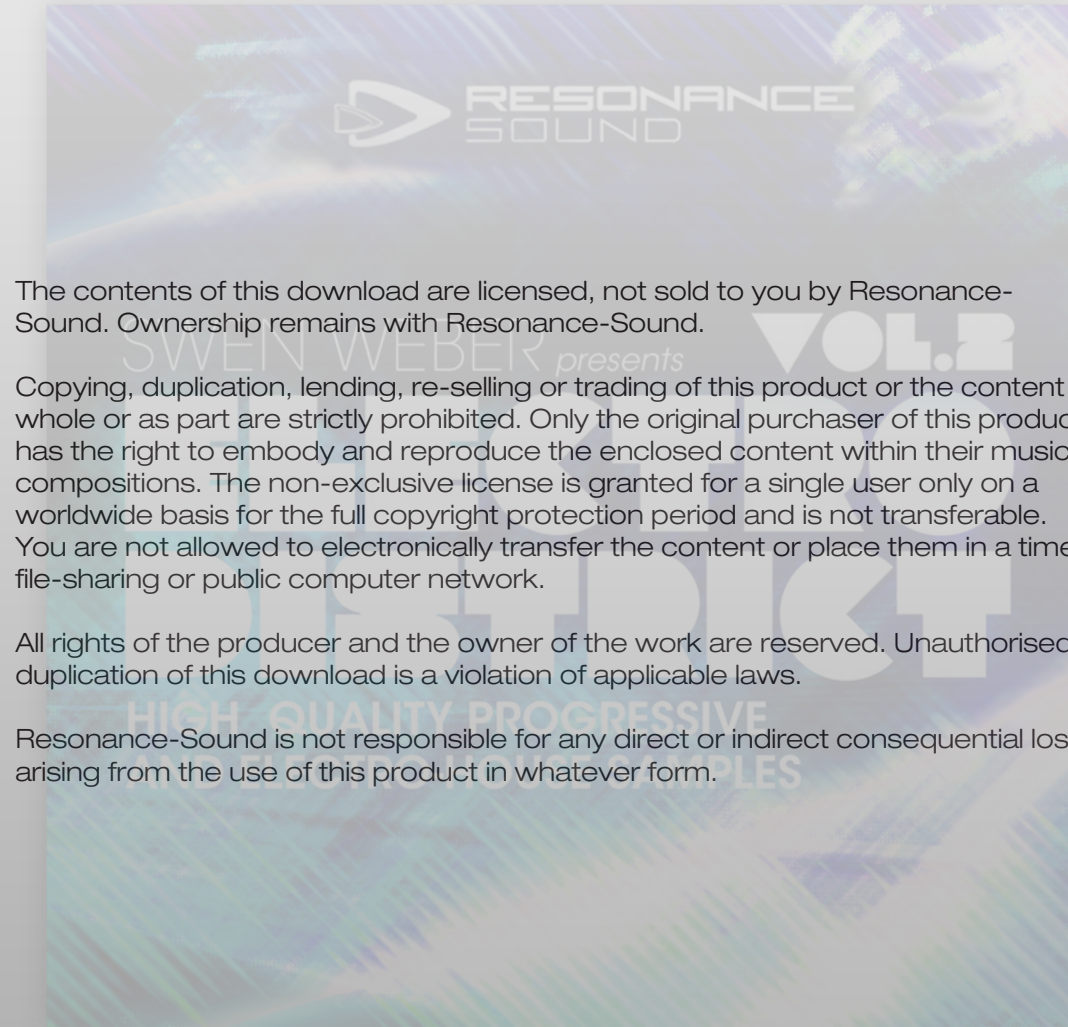 RESONANCE
SOUND
The contents of this download are licensed, not sold to you by Resonance-
Sound. Ownership remains with Resonance-Sound.
SWEN WEBER presents VOL.2
Copying, duplication, lending, re-selling or trading of this product or the content
whole or as part are strictly prohibited. Only the original purchaser of this produc
has the right to embody and reproduce the enclosed content within their music
compositions. The non-exclusive license is granted for a single user only on a
worldwide basis for the full copyright protection period and is not transferable.
You are not allowed to electronically transfer the content or place them in a time
file-sharing or public computer network.
ELECTRO
DISTRICT
All rights of the producer and the owner of the work are reserved. Unauthorised
duplication of this download is a violation of applicable laws.
HIGH QUALITY PROGRESSIVE
AND ELECTRO HOUSE SAMPLES
Resonance-Sound is not responsible for any direct or indirect consequential los
arising from the use of this product in whatever form.